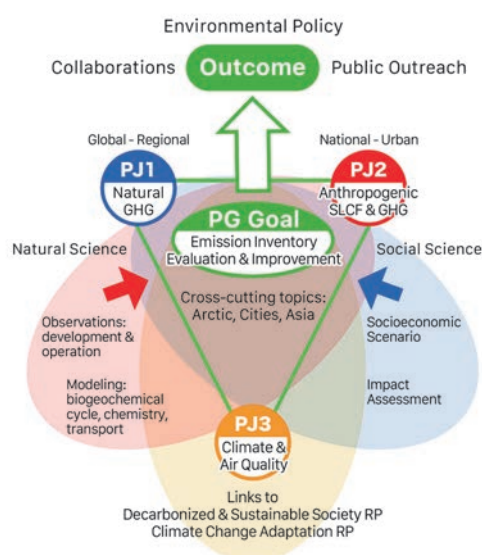 Environmental Policy
Collaborations
Outcome
Public Outreach
Global - Regional
National - Urban
PJ1
Natural
GHG
PJ2
Anthropogenic
SLCF & GHG
PG Goal
Emission Inventory
Evaluation & Improvement
Natural Science
Social Science
Cross-cutting topics:
Arctic, Cities, Asia
Observations:
development &
operation
Socioeconomic
Scenario
Modeling:
biogeochemical
cycle, chemistry,
transport
Impact
Assessment
PJ3
Climate &
Air Quality
Links to
Decarbonized & Sustainable Society RP
Climate Change Adaptation RP